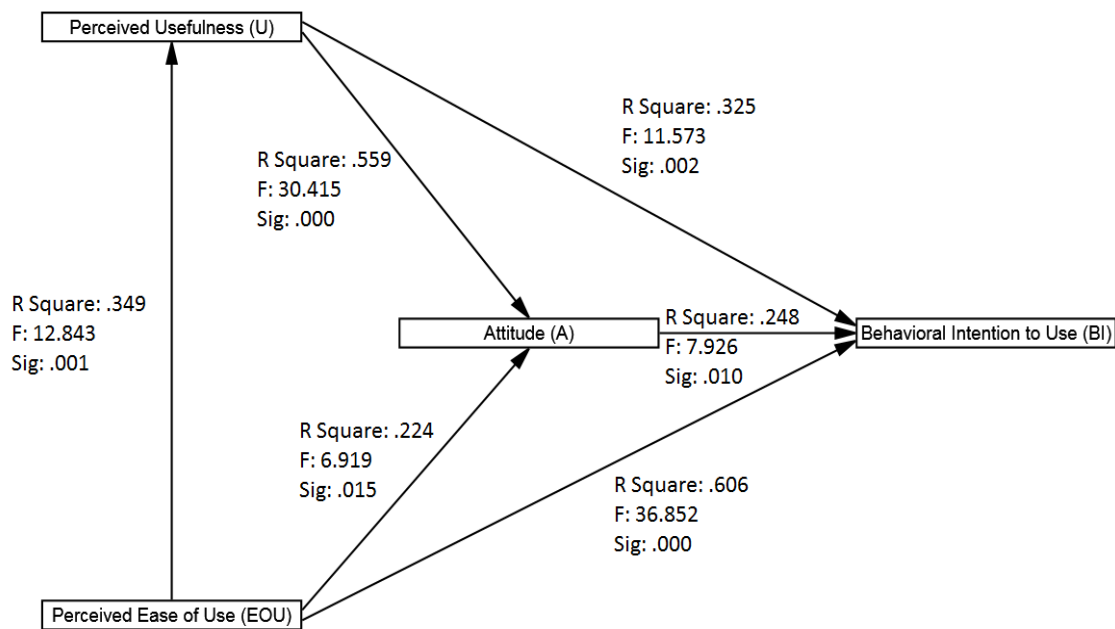 Perceived Usefulness (U)
R Square: .325
F: 11.573
Sig: .002
R Square: .559
F: 30.415
Sig: .000
R Square: .349
F: 12.843
Sig: .001
Attitude (A)
R Square: .248
F: 7.926
Sig: .010
Behavioral Intention to Use (BI)
R Square: .224
F: 6.919
Sig: .015
R Square: .606
F: 36.852
Sig: .000
Perceived Ease of Use (EOU)